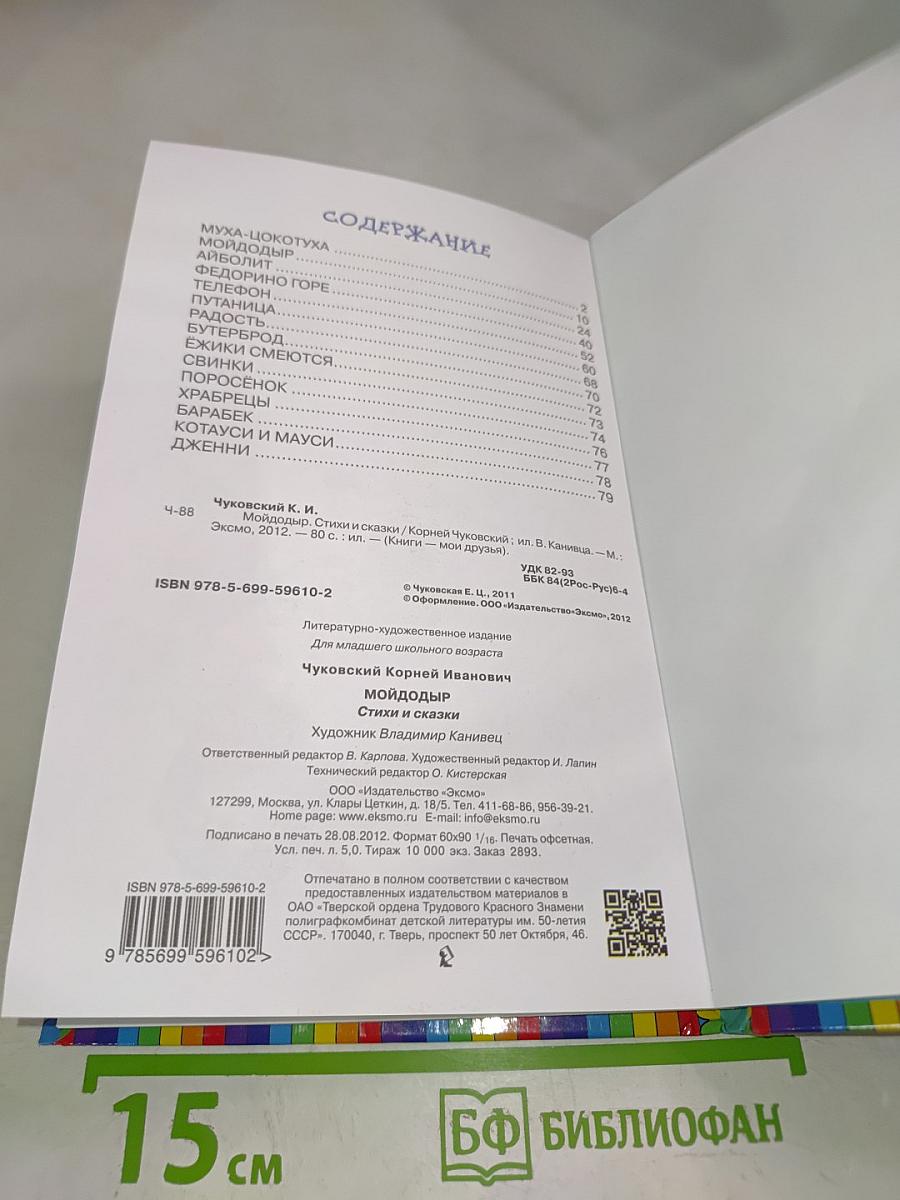 СОДЕРЖАНИЕ
МУХА-ЦОКОТУХА ........ 2
МОЙДОДЫР ........ 10
АЙБОЛИТ ........ 24
ФЕДОРИНО ГОРЕ ........ 40
ТЕЛЕФОН ........ 52
ПУТАНИЦА ........ 60
РАДОСТЬ ........ 68
БУТЕРБРОД ........ 70
ЁЖИКИ СМЕЮТСЯ ........ 72
СВИНКИ ........ 73
ПОРОСЁНОК ........ 74
ХРАБРЕЦЫ ........ 76
БАРАБЕК ........ 77
КОТАУСИ И МАУСИ ........ 78
ДЖЕННИ ........ 79
Чуковский К. И.
Ч-88 Мойдодыр. Стихи и сказки / Корней Чуковский ; ил. В. Канивца. — М. :
Эксмо, 2012. — 80 с. : ил. — (Книги — мои друзья).
УДК 82-93
ББК 84(2Рос-Рус)6-4
ISBN 978-5-699-59610-2
© Чуковская Е. Ц., 2011
© Оформление. ООО «Издательство «Эксмо», 2012
Литературно-художественное издание
Для младшего школьного возраста
Чуковский Корней Иванович
МОЙДОДЫР
Стихи и сказки
Художник Владимир Канивец
Ответственный редактор В. Карпова. Художественный редактор И. Лапин
Технический редактор О. Кистерская
ООО «Издательство «Эксмо»
127299, Москва, ул. Клары Цеткин, д. 18/5. Тел. 411-68-86, 956-39-21.
Home page: www.eksmo.ru E-mail: info@eksmo.ru
Подписано в печать 28.08.2012. Формат 60x90 1/16. Печать офсетная.
Усл. печ. л. 5,0. Тираж 10 000 экз. Заказ 2893.
ISBN 978-5-699-59610-2
9 785699 596102 >
Отпечатано в полном соответствии с качеством
предоставленных издательством материалов в
ОАО «Тверской ордена Трудового Красного Знамени
полиграфкомбинат детской литературы им. 50-летия
СССР». 170040, г. Тверь, проспект 50 лет Октября, 46.
15 см
БФ БИБЛИОФАН